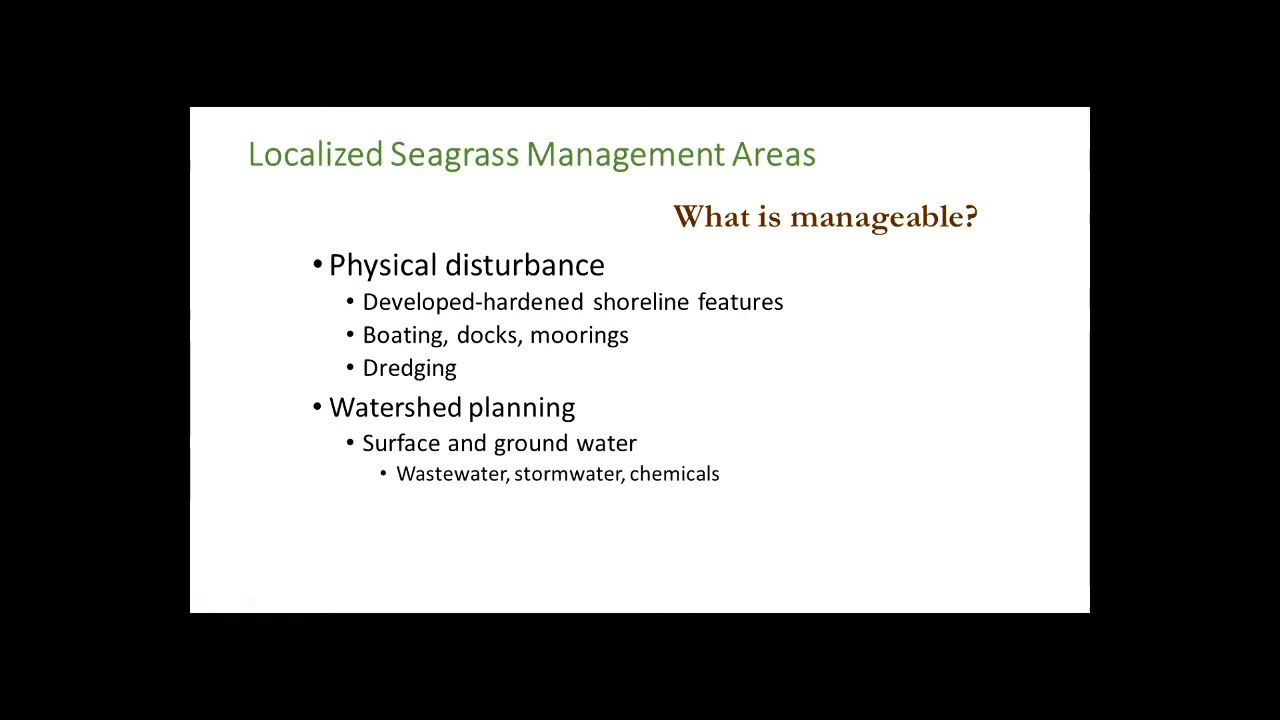 Localized Seagrass Management Areas
What is manageable?
• Physical disturbance
• Developed-hardened shoreline features
• Boating, docks, moorings
• Dredging
• Watershed planning
• Surface and ground water
• Wastewater, stormwater, chemicals